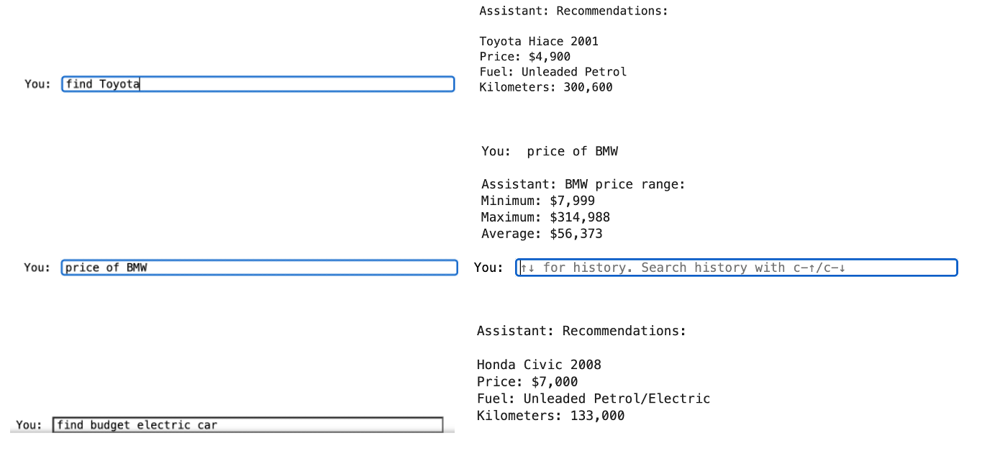 Assistant: Recommendations:
Toyota Hiace 2001
Price: $4,900
Fuel: Unleaded Petrol
Kilometers: 300,600
You: find Toyota
You:  price of BMW
Assistant: BMW price range:
Minimum: $7,999
Maximum: $314,988
Average: $56,373
You: price of BMW
You: ↑↓ for history. Search history with c-↑/c-↓
Assistant: Recommendations:
Honda Civic 2008
Price: $7,000
Fuel: Unleaded Petrol/Electric
Kilometers: 133,000
You: find budget electric car